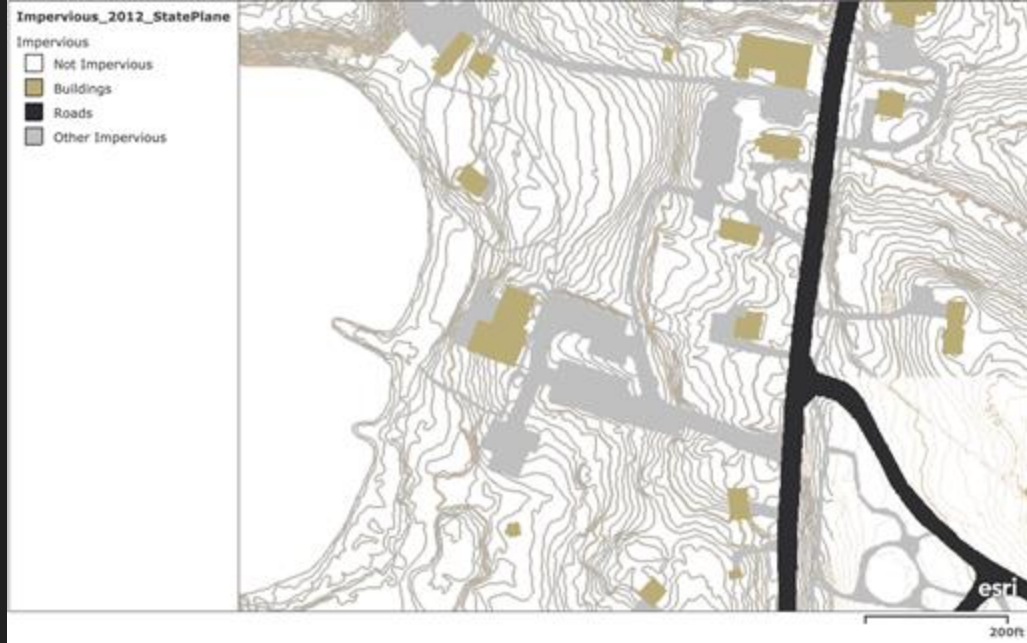 Impervious_2012_StatePlane
Impervious
Not Impervious
Buildings
Roads
Other Impervious
esri
200ft